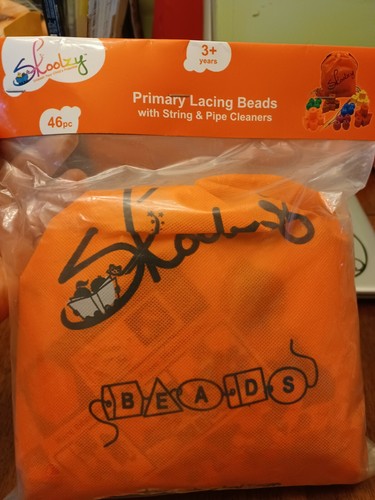 Skoolzy
3+
years
Primary Lacing Beads
with String & Pipe Cleaners
46pc
Skoolzy
BEADS